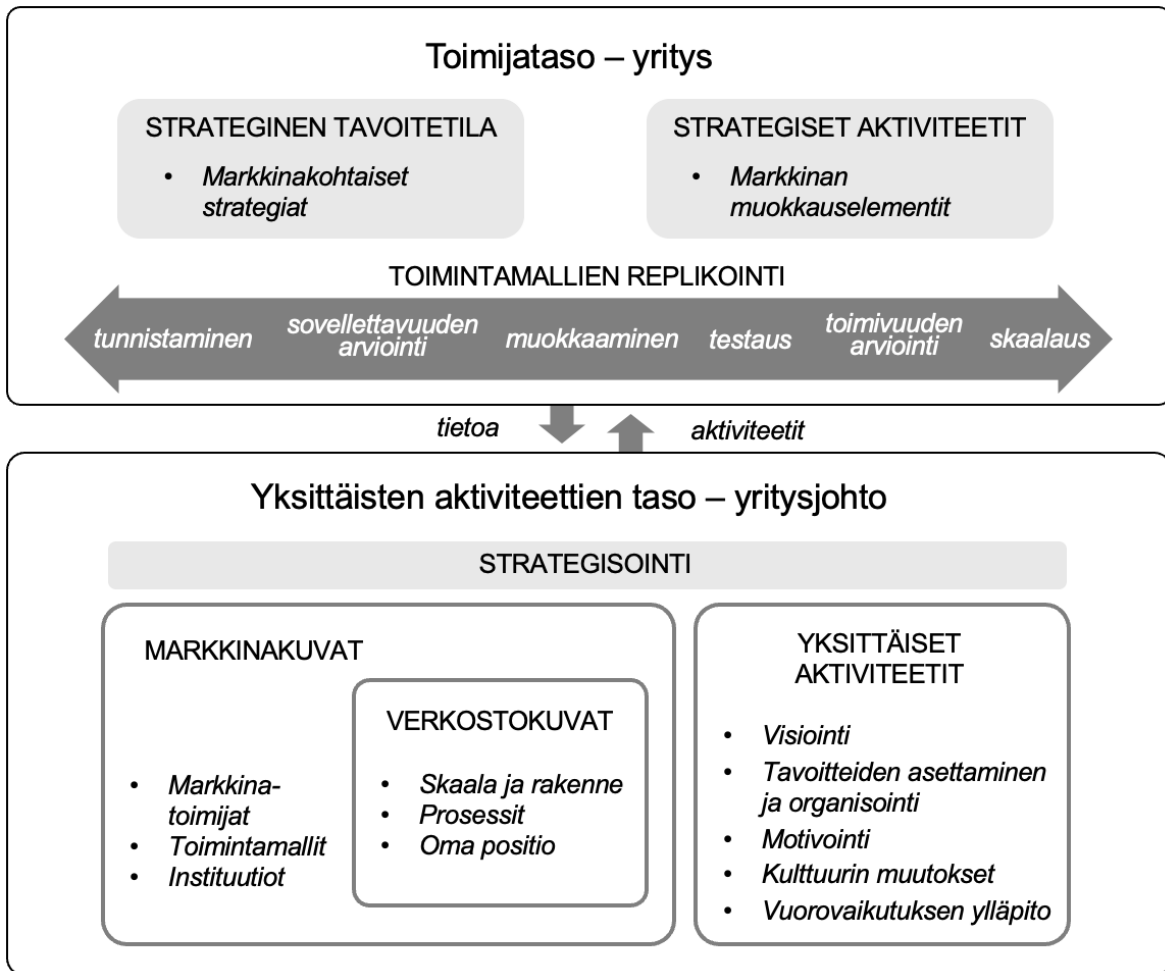 Toimijataso – yritys
STRATEGINEN TAVOITETILA
• Markkinakohtaiset
strategiat
STRATEGISET AKTIVITEETIT
• Markkinan
muokkauselementit
TOIMINTAMALLIEN REPLIKOINTI
tunnistaminen
sovellettavuuden
arviointi
muokkaaminen
testaus
toimivuuden
arviointi
skaalaus
tietoa
aktiviteetit
Yksittäisten aktiviteettien taso – yritysjohto
STRATEGISOINTI
MARKKINAKUVAT
• Markkina-
toimijat
• Toimintamallit
• Instituutiot
VERKOSTOKUVAT
• Skaala ja rakenne
• Prosessit
• Oma positio
YKSITTÄISET
AKTIVITEETIT
• Visiointi
• Tavoitteiden asettaminen
ja organisointi
• Motivointi
• Kulttuurin muutokset
• Vuorovaikutuksen ylläpito